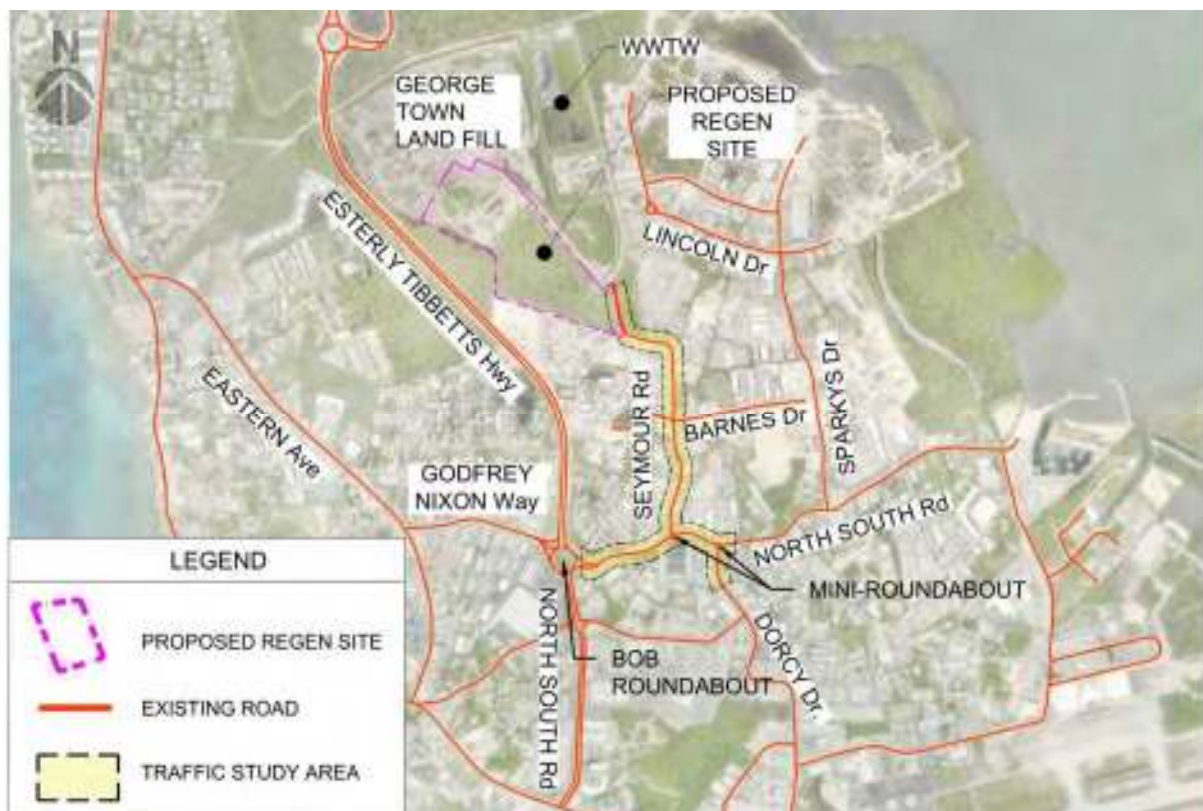 N
WWTW
GEORGE
TOWN
LAND FILL
PROPOSED
REGEN
SITE
ESTERLY TIBBETTS Hwy
LINCOLN Dr
EASTERN Ave
SEYMOUR Rd
BARNES Dr
SPARKYS Dr
GODFREY
NIXON Way
NORTH SOUTH Rd
MINI-ROUNDABOUT
NORTH SOUTH Rd
BOB
ROUNDABOUT
DORCY Dr.
LEGEND
PROPOSED REGEN SITE
EXISTING ROAD
TRAFFIC STUDY AREA